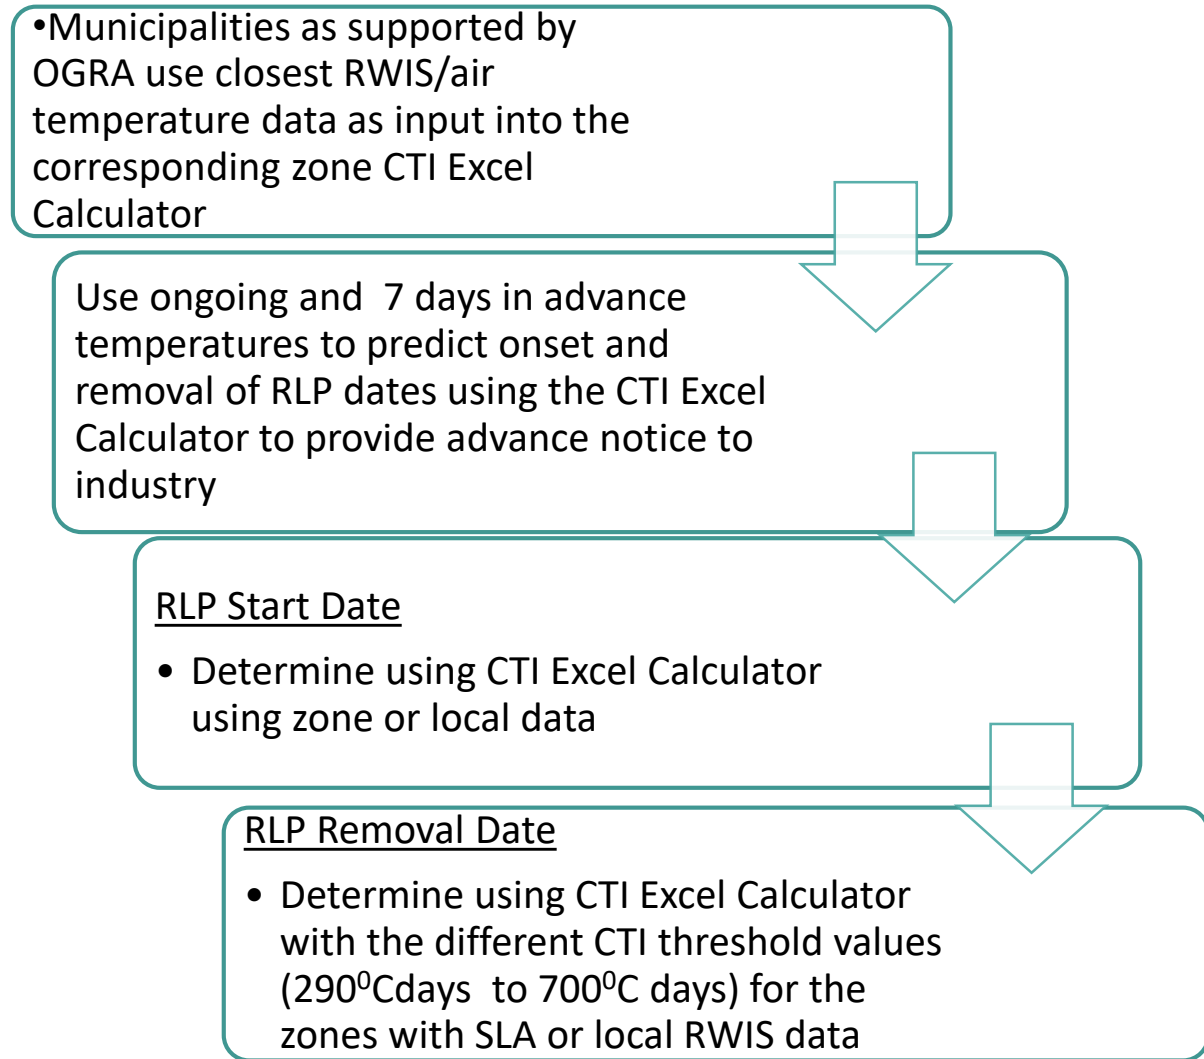 •Municipalities as supported by
OGRA use closest RWIS/air
temperature data as input into the
corresponding zone CTI Excel
Calculator
Use ongoing and  7 days in advance
temperatures to predict onset and
removal of RLP dates using the CTI Excel
Calculator to provide advance notice to
industry
RLP Start Date
• Determine using CTI Excel Calculator
using zone or local data
RLP Removal Date
• Determine using CTI Excel Calculator
with the different CTI threshold values
(290⁰Cdays  to 700⁰C days) for the
zones with SLA or local RWIS data